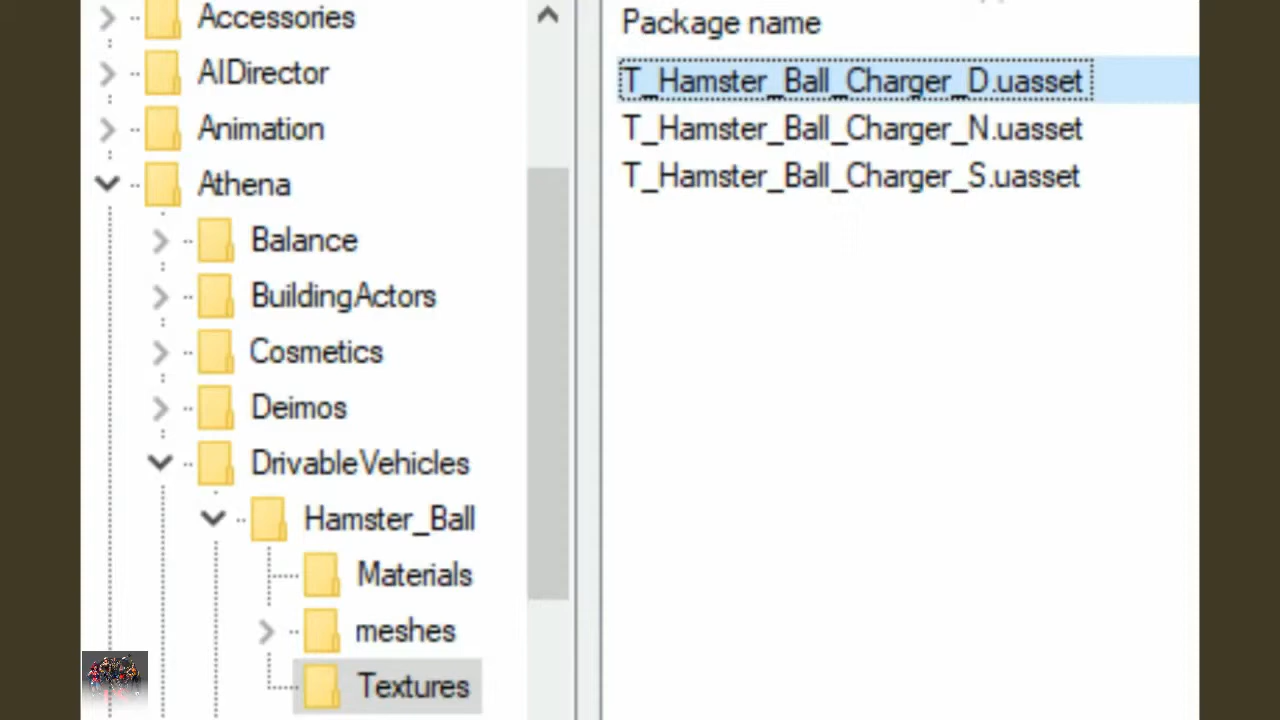 Accessories
AIDirector
Animation
Athena
Balance
BuildingActors
Cosmetics
Deimos
DrivableVehicles
Hamster_Ball
Materials
meshes
Textures
Package name
T_Hamster_Ball_Charger_D.uasset
T_Hamster_Ball_Charger_N.uasset
T_Hamster_Ball_Charger_S.uasset